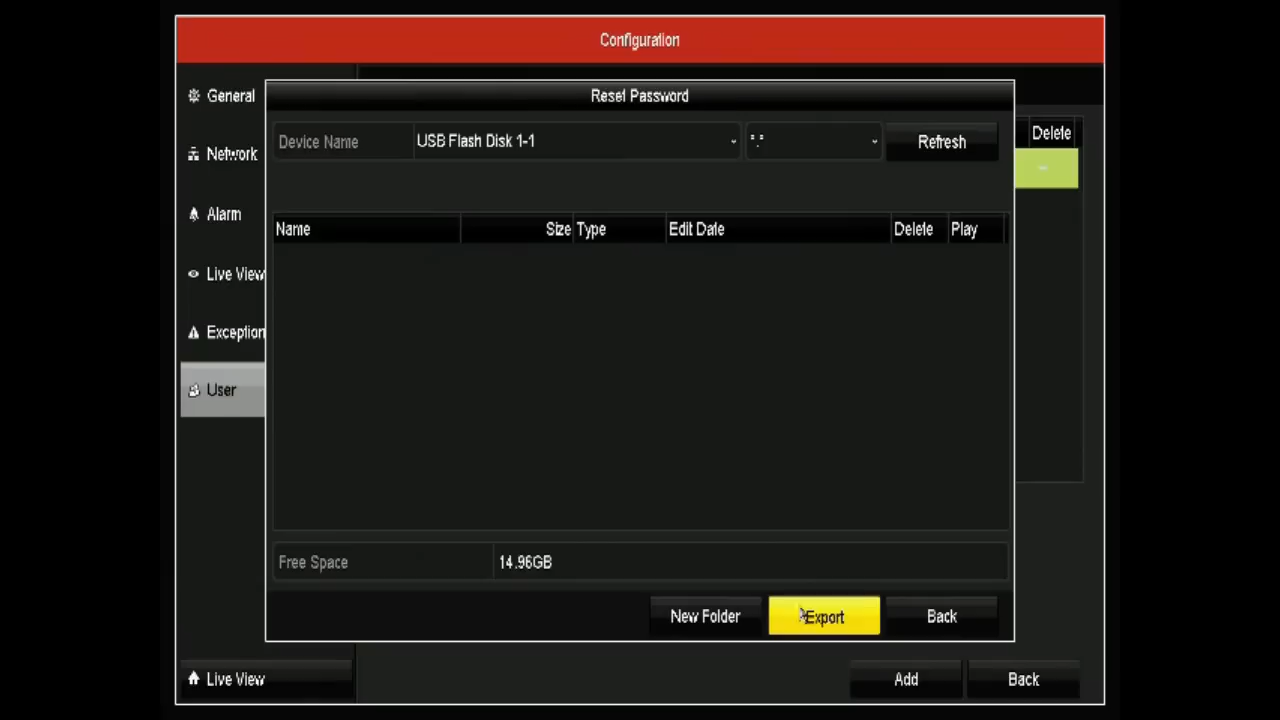 Configuration
Reset Password
General
Device Name USB Flash Disk 1-1 *.* Refresh
Delete
Network
Alarm
Name Size Type Edit Date Delete Play
Live View
Exception
User
Free Space 14.96GB
New Folder Export Back
Live View Add Back